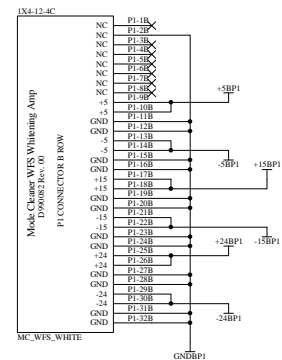 1X4-12-4C
Mode Cleaner WFS Whitening Amp
D990082 Rev. 00
P1 CONNECTOR B ROW
NC P1-1B
NC P1-2B
NC P1-3B
NC P1-4B
NC P1-5B
NC P1-6B
NC P1-7B
NC P1-8B
+5 P1-9B
+5 P1-10B
GND P1-11B
GND P1-12B
-5 P1-13B
-5 P1-14B
GND P1-15B
GND P1-16B
+15 P1-17B
+15 P1-18B
GND P1-19B
GND P1-20B
-15 P1-21B
-15 P1-22B
GND P1-23B
GND P1-24B
+24 P1-25B
+24 P1-26B
GND P1-27B
GND P1-28B
-24 P1-29B
-24 P1-30B
GND P1-31B
GND P1-32B
MC_WFS_WHITE
+5BP1
-5BP1
+15BP1
-15BP1
+24BP1
-24BP1
GNDBP1